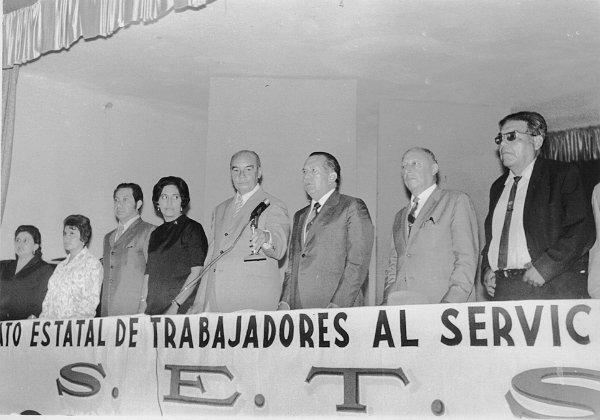 ATO ESTATAL DE TRABAJADORES AL SERVIC
S. E. T. S